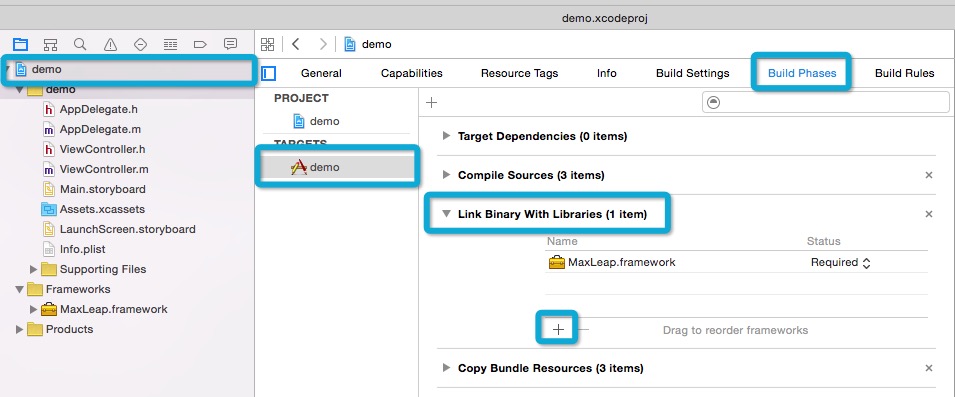 demo.xcodeproj
demo
demo
General Capabilities Resource Tags Info Build Settings Build Phases Build Rules
demo
AppDelegate.h
AppDelegate.m
ViewController.h
ViewController.m
Main.storyboard
Assets.xcassets
LaunchScreen.storyboard
Info.plist
Supporting Files
Frameworks
MaxLeap.framework
Products
PROJECT
demo
TARGETS
demo
Target Dependencies (0 items)
Compile Sources (3 items)
Link Binary With Libraries (1 item)
Name Status
MaxLeap.framework Required
Drag to reorder frameworks
Copy Bundle Resources (3 items)